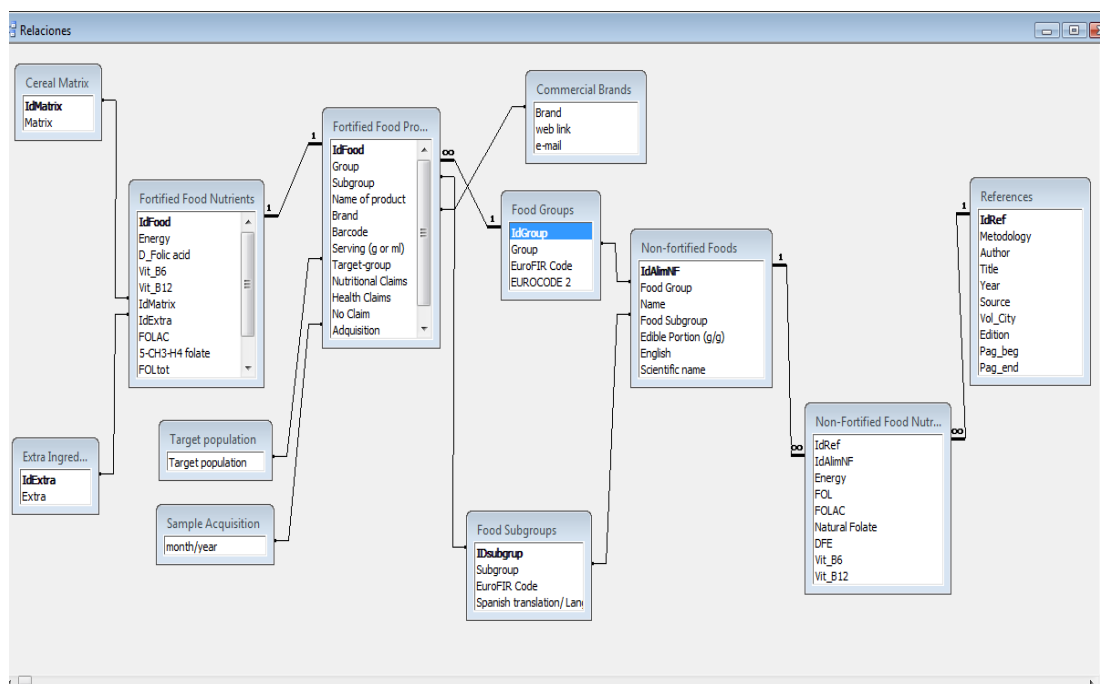 Relaciones
Cereal Matrix
IdMatrix
Matrix
Fortified Food Nutrients
IdFood
Energy
D_Folic acid
Vit_B6
Vit_B12
IdMatrix
IdExtra
FOLAC
5-CH3-H4 folate
FOLtot
Extra Ingred...
IdExtra
Extra
Target population
Target population
Sample Acquisition
month/year
Fortified Food Pro...
IdFood
Group
Subgroup
Name of product
Brand
Barcode
Serving (g or ml)
Target-group
Nutritional Claims
Health Claims
No Claim
Adquisition
Commercial Brands
Brand
web link
e-mail
Food Groups
IdGroup
Group
EuroFIR Code
EUROCODE 2
Food Subgroups
IDsubgrup
Subgroup
EuroFIR Code
Spanish translation/ Lan
Non-fortified Foods
IdAlimNF
Food Group
Name
Food Subgroup
Edible Portion (g/g)
English
Scientific name
Non-Fortified Food Nutr...
IdRef
IdAlimNF
Energy
FOL
FOLAC
Natural Folate
DFE
Vit_B6
Vit_B12
References
IdRef
Metodology
Author
Title
Year
Source
Vol_City
Edition
Pag_beg
Pag_end
1
1
∞
1
1
∞
1
∞